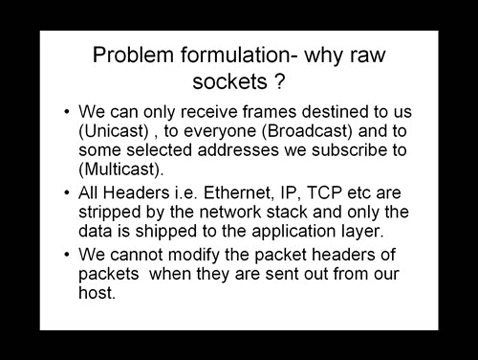 Problem formulation- why raw
sockets ?
• We can only receive frames destined to us
(Unicast) , to everyone (Broadcast) and to
some selected addresses we subscribe to
(Multicast).
• All Headers i.e. Ethernet, IP, TCP etc are
stripped by the network stack and only the
data is shipped to the application layer.
• We cannot modify the packet headers of
packets when they are sent out from our
host.